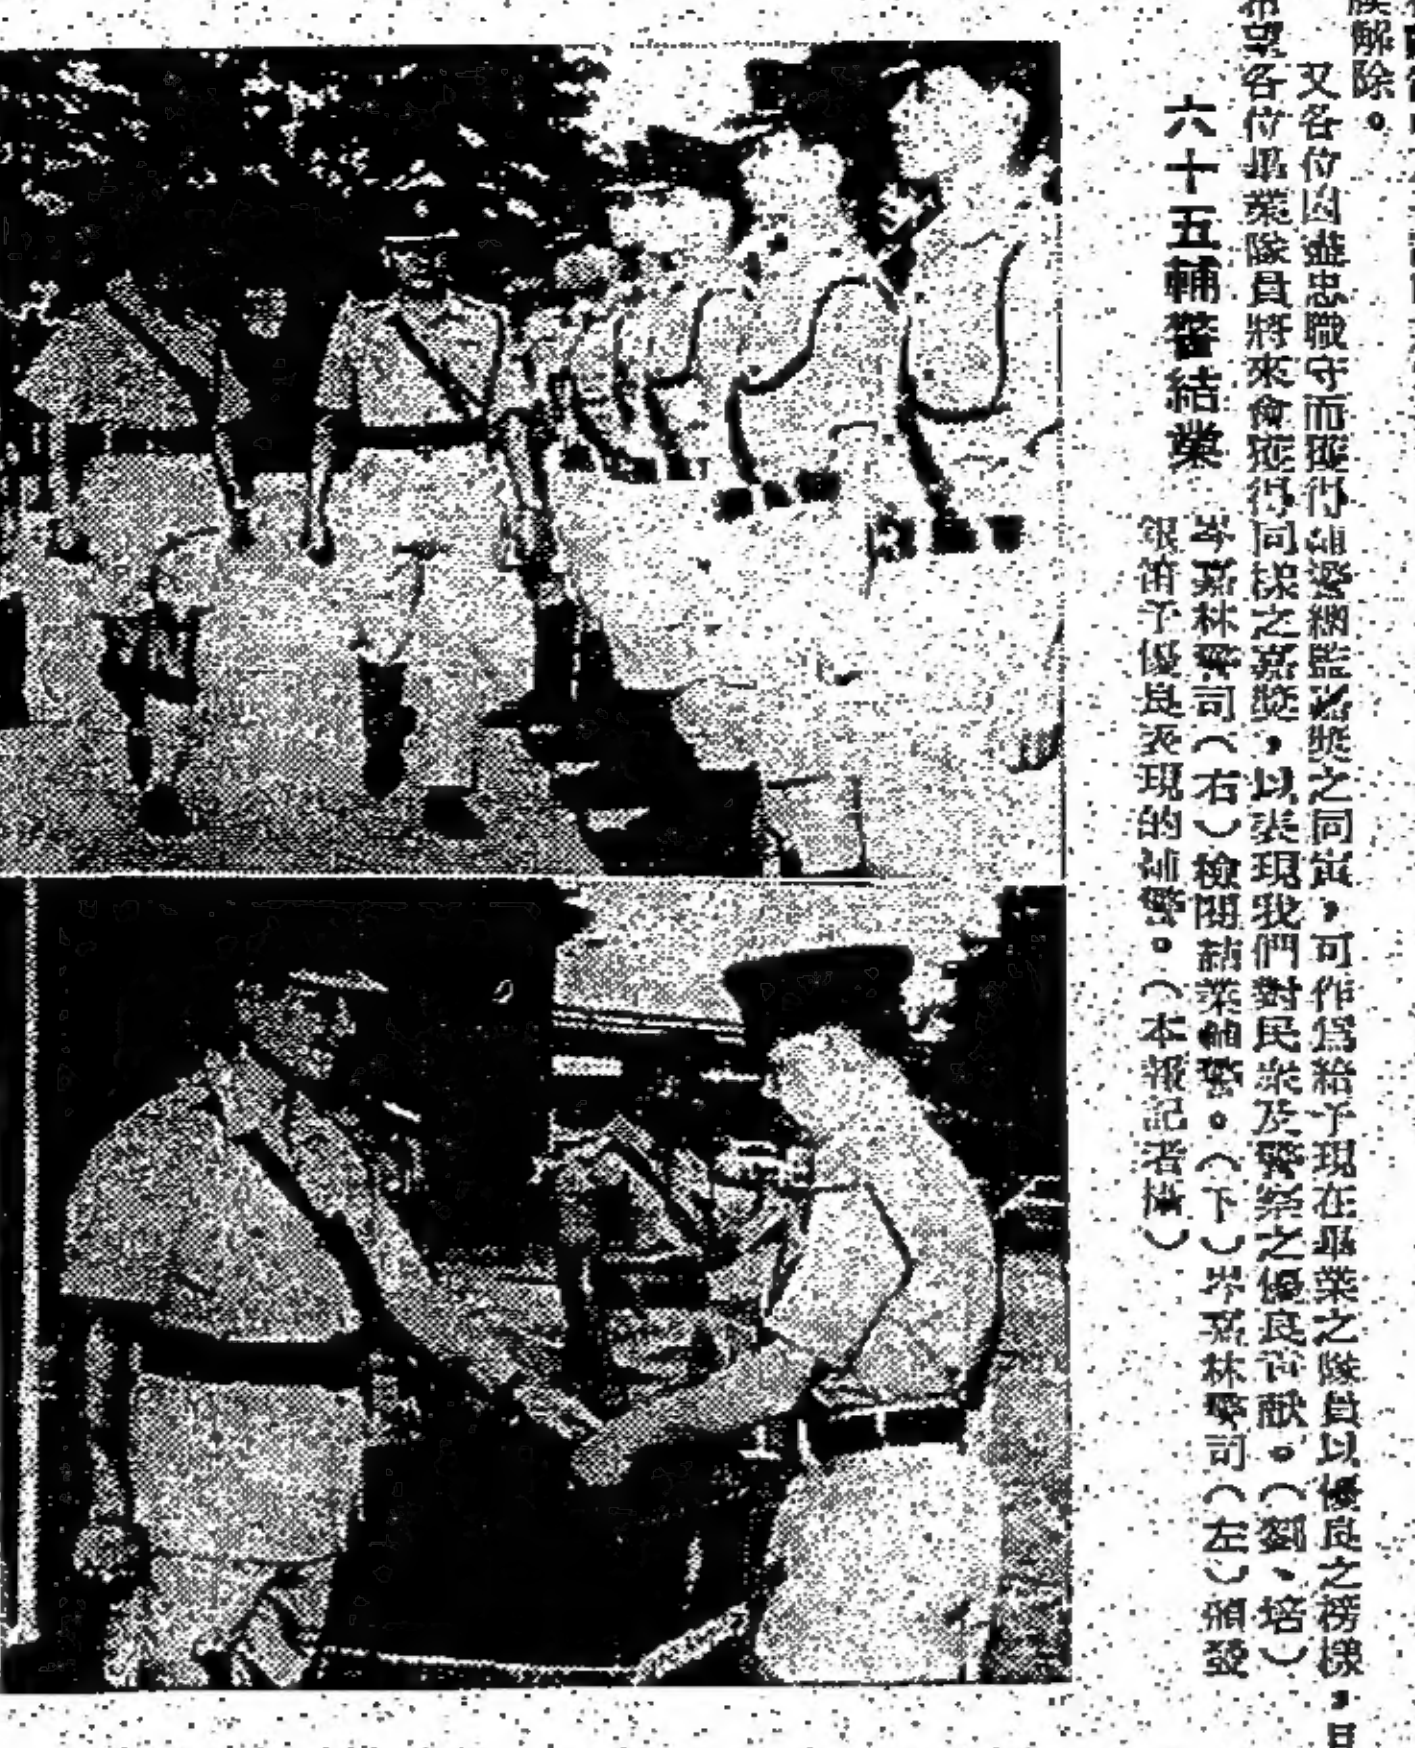 族解除。
又各位因盡忠職守而獲得輔警總監嘉獎之同寅，可作爲給予現在畢業之隊員以優良之榜樣，
希望各位畢業隊員將來會獲得同樣之嘉獎，以表現我們對民衆及警察之優良貢獻。（劉、培）
六十五輔警結業
岑嘉林警司（右）檢閱結業輔警。（下）岑嘉林警司（左）頒發
銀笛予優良表現的輔警。（本報記者攝）